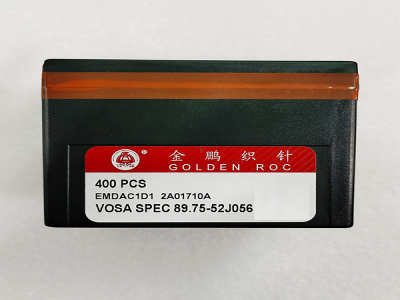 金鹏织针
GOLDEN ROC
400 PCS
EMDAC1D1 2A01710A
VOSA SPEC 89.75-52J056